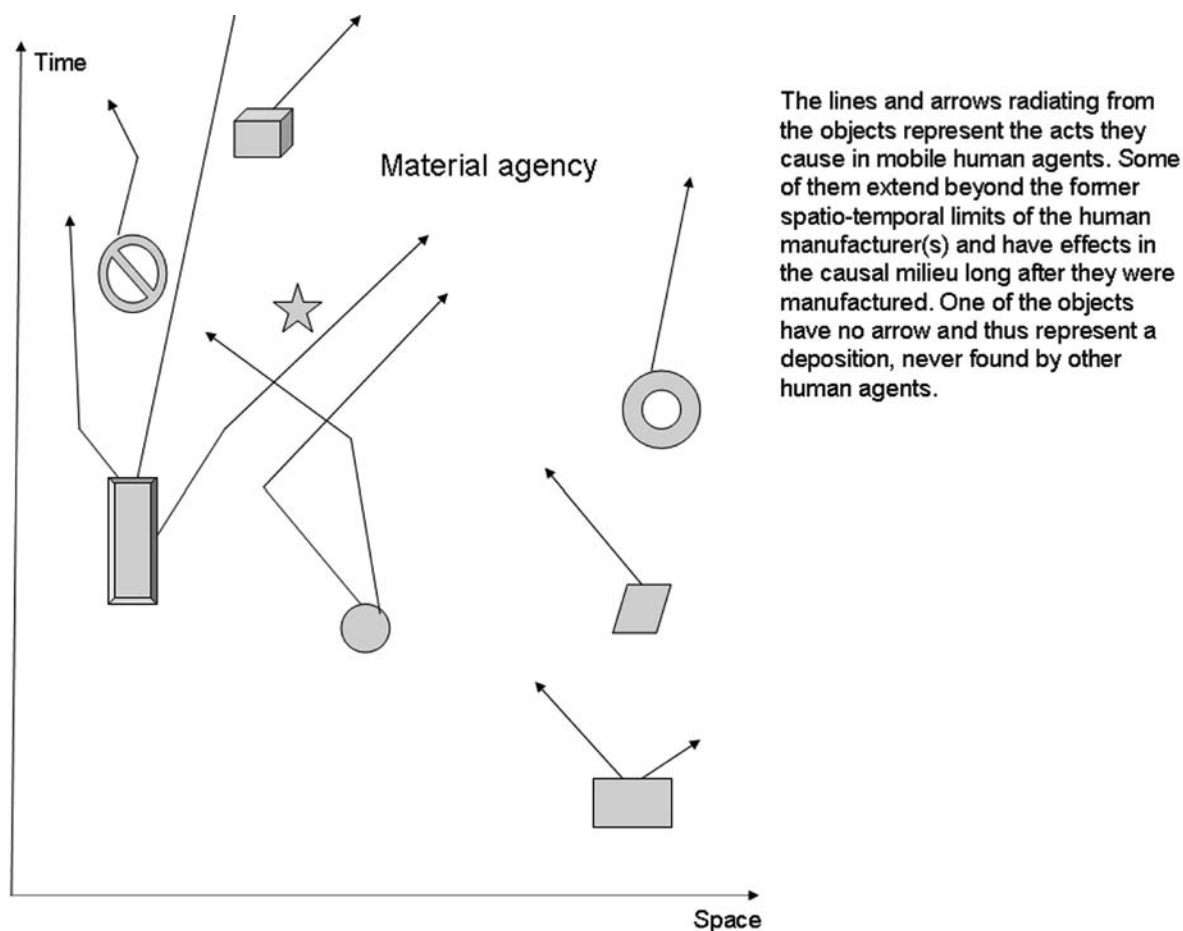 Time
Material agency
The lines and arrows radiating from
the objects represent the acts they
cause in mobile human agents. Some
of them extend beyond the former
spatio-temporal limits of the human
manufacturer(s) and have effects in
the causal milieu long after they were
manufactured. One of the objects
have no arrow and thus represent a
deposition, never found by other
human agents.
Space